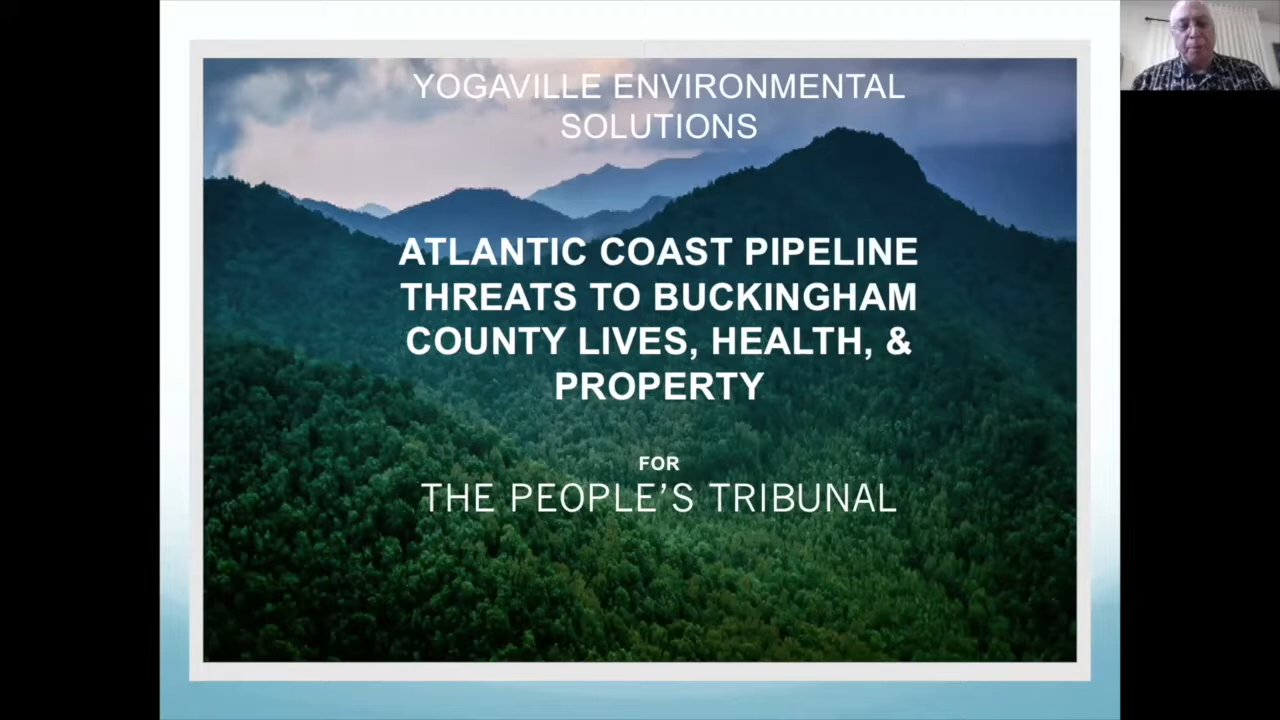 YOGAVILLE ENVIRONMENTAL
SOLUTIONS
ATLANTIC COAST PIPELINE
THREATS TO BUCKINGHAM
COUNTY LIVES, HEALTH, &
PROPERTY
FOR
THE PEOPLE'S TRIBUNAL